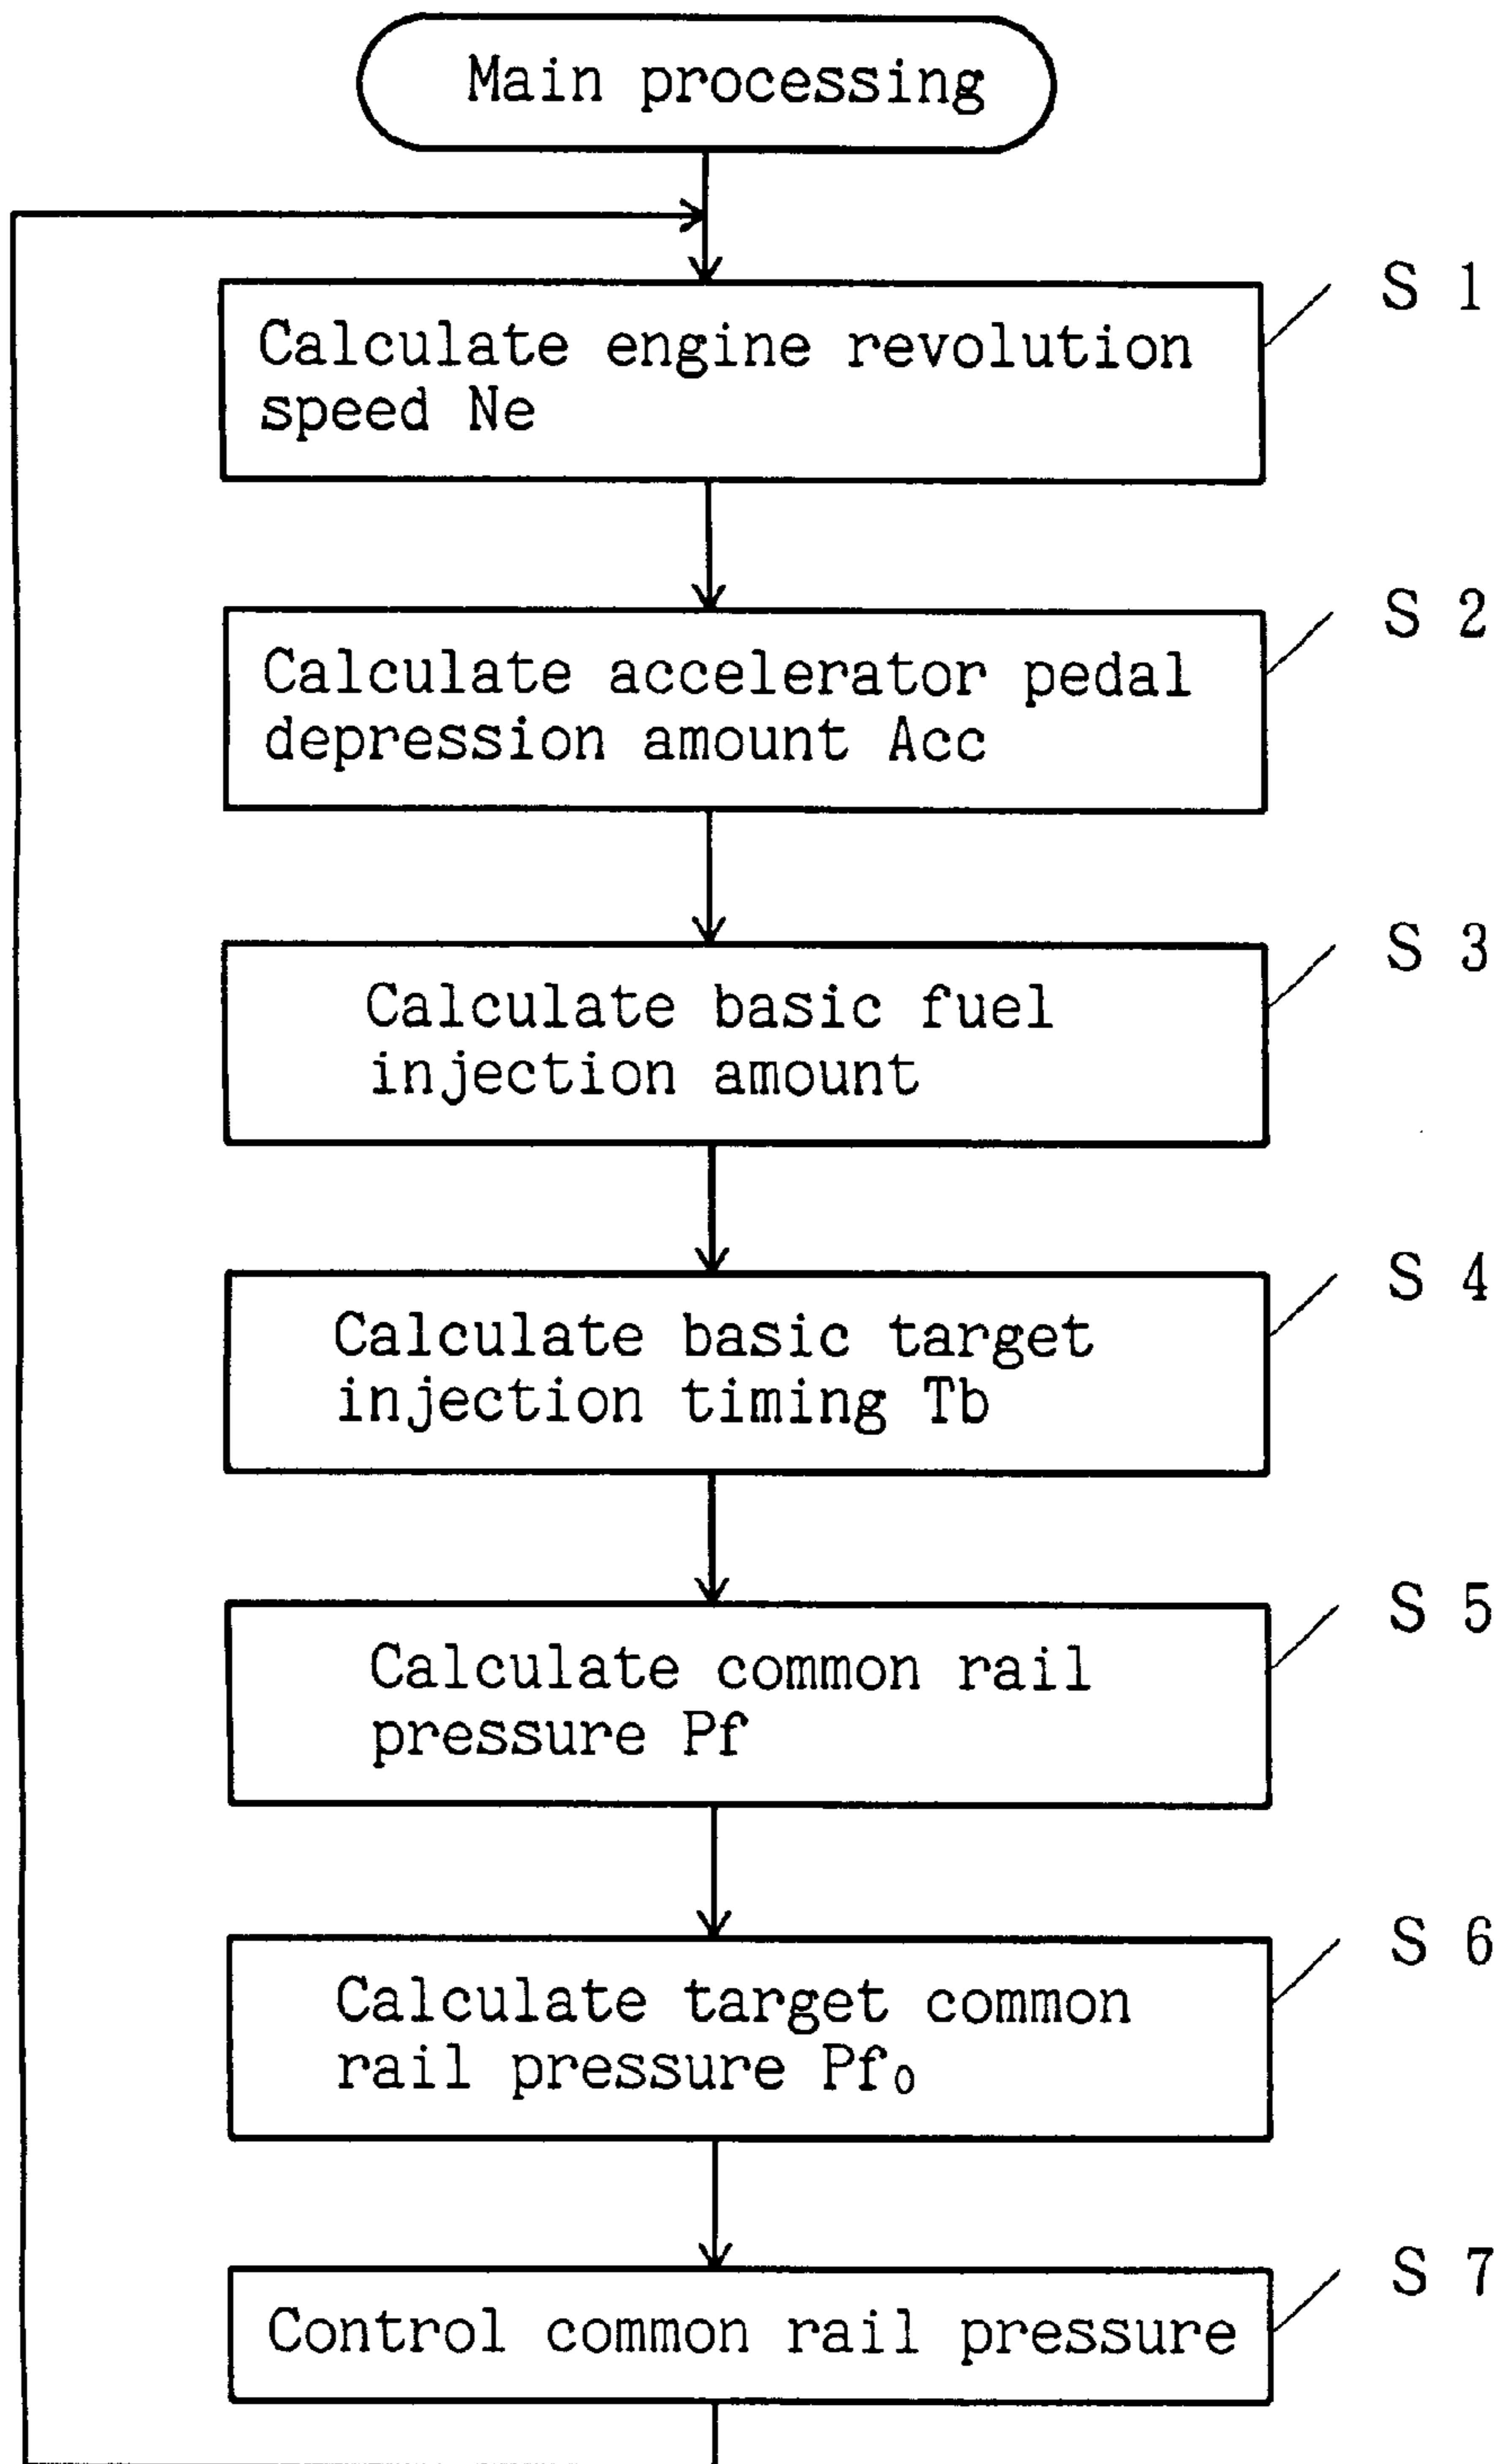 Main processing
S 1
Calculate engine revolution
speed Ne
S 2
Calculate accelerator pedal
depression amount Acc
S 3
Calculate basic fuel
injection amount
S 4
Calculate basic target
injection timing Tb
S 5
Calculate common rail
pressure Pf
S 6
Calculate target common
rail pressure Pf₀
S 7
Control common rail pressure